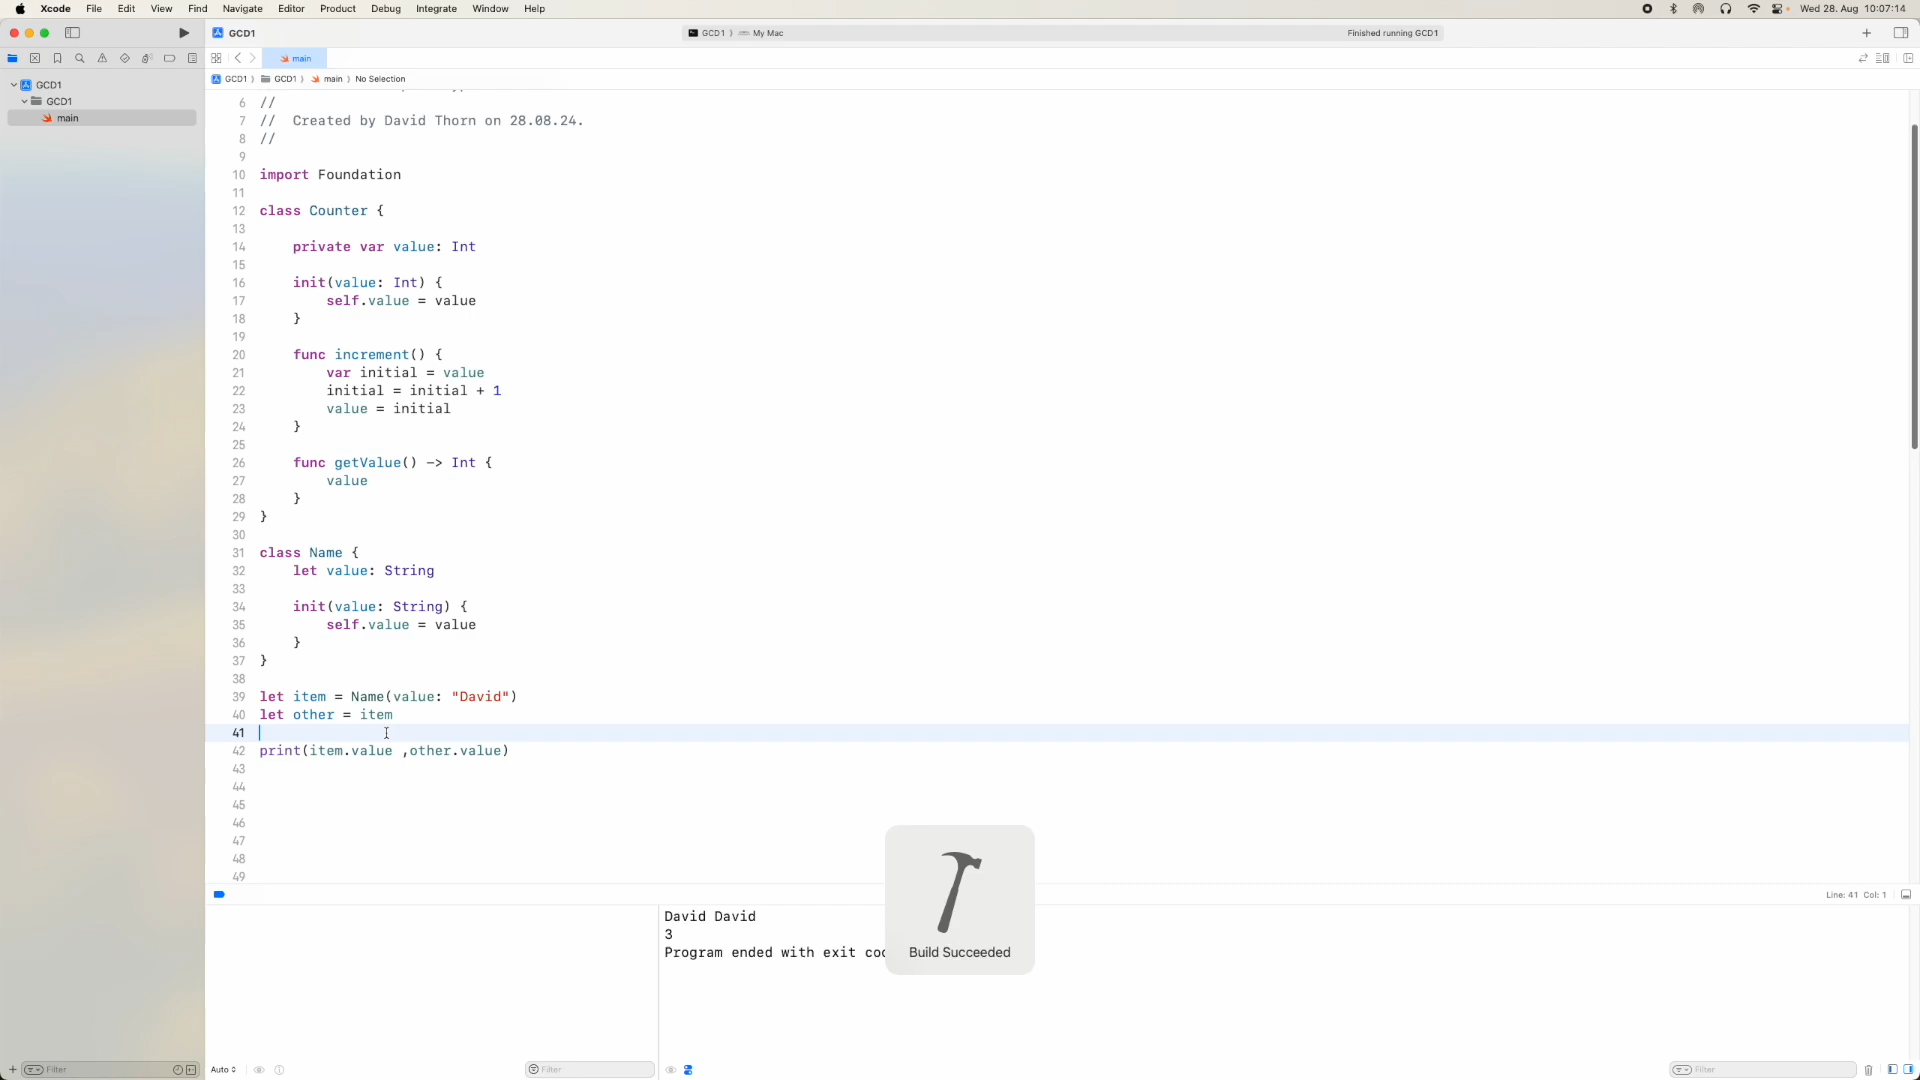 Xcode File Edit View Find Navigate Editor Product Debug Integrate Window Help Wed 28. Aug 10:07:14
GCD1 GCD1 My Mac Finished running GCD1
main
GCD1 GCD1 main No Selection
GCD1
GCD1
main
6 //
7 // Created by David Thorn on 28.08.24.
8 //
9
10 import Foundation
11
12 class Counter {
13
14 private var value: Int
15
16 init(value: Int) {
17 self.value = value
18 }
19
20 func increment() {
21 var initial = value
22 initial = initial + 1
23 value = initial
24 }
25
26 func getValue() -> Int {
27 value
28 }
29 }
30
31 class Name {
32 let value: String
33
34 init(value: String) {
35 self.value = value
36 }
37 }
38
39 let item = Name(value: "David")
40 let other = item
41
42 print(item.value ,other.value)
43
44
45
46
47
48
49
Line: 41 Col: 1
David David
3
Program ended with exit
Build Succeeded
Filter Auto Filter Filter